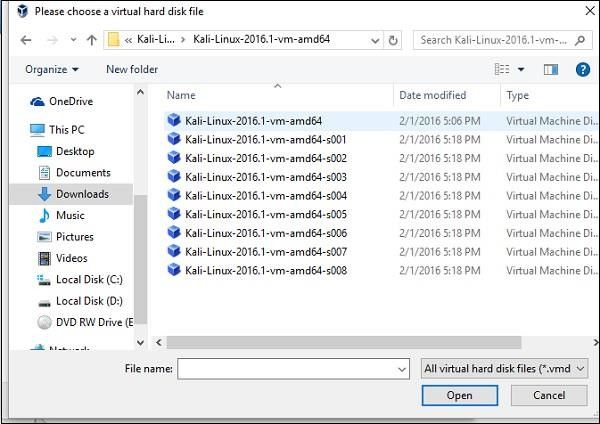 Please choose a virtual hard disk file
« Kali-Li... › Kali-Linux-2016.1-vm-amd64
Search Kali-Linux-2016.1-vm-...
Organize
New folder
OneDrive
This PC
Desktop
Documents
Downloads
Music
Pictures
Videos
Local Disk (C:)
Local Disk (D:)
DVD RW Drive (E
Network
Name Date modified Type
Kali-Linux-2016.1-vm-amd64 2/1/2016 5:06 PM Virtual Machine Di...
Kali-Linux-2016.1-vm-amd64-s001 2/1/2016 5:18 PM Virtual Machine Di...
Kali-Linux-2016.1-vm-amd64-s002 2/1/2016 5:18 PM Virtual Machine Di...
Kali-Linux-2016.1-vm-amd64-s003 2/1/2016 5:18 PM Virtual Machine Di...
Kali-Linux-2016.1-vm-amd64-s004 2/1/2016 5:18 PM Virtual Machine Di...
Kali-Linux-2016.1-vm-amd64-s005 2/1/2016 5:18 PM Virtual Machine Di...
Kali-Linux-2016.1-vm-amd64-s006 2/1/2016 5:18 PM Virtual Machine Di...
Kali-Linux-2016.1-vm-amd64-s007 2/1/2016 5:18 PM Virtual Machine Di...
Kali-Linux-2016.1-vm-amd64-s008 2/1/2016 5:18 PM Virtual Machine Di...
File name:
All virtual hard disk files (*.vmd
Open
Cancel